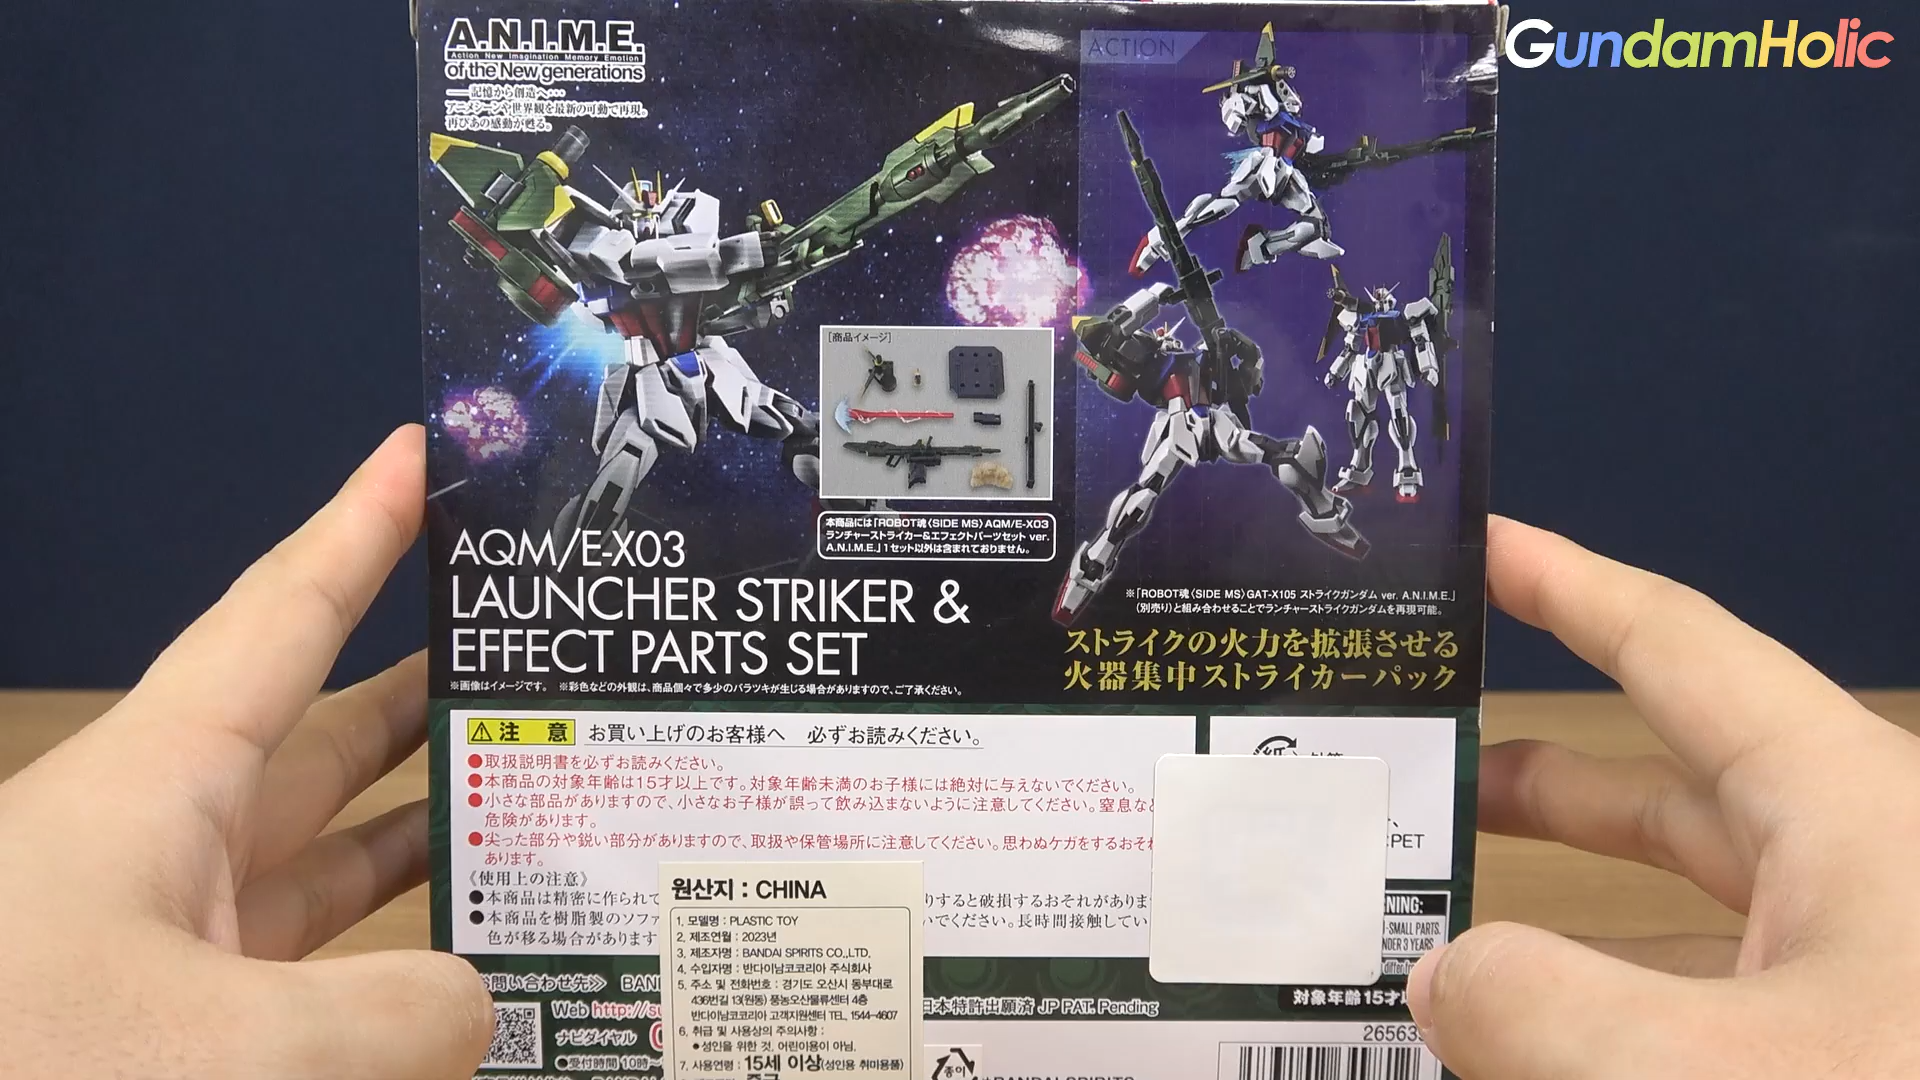 GundamHolic
A.N.I.M.E.
Action New Imagination Memory Emotion
of the New generations
――記憶から創造へ・・・
アニメシーンや世界観を最新の可動で再現。
再びあの感動が甦る。
ACTION
[商品イメージ]
本商品には「ROBOT魂〈SIDE MS〉AQM/E-X03
ランチャーストライカー&エフェクトパーツセット ver.
A.N.I.M.E.」1セット以外は含まれておりません。
AQM/E-X03
LAUNCHER STRIKER &
EFFECT PARTS SET
※画像はイメージです。 ※彩色などの外観は、商品個々で多少のバラツキが生じる場合がありますので、ご了承ください。
※「ROBOT魂〈SIDE MS〉GAT-X105 ストライクガンダム ver. A.N.I.M.E.」
(別売り)と組み合わせることでランチャーストライクガンダムを再現可能。
ストライクの火力を拡張させる
火器集中ストライカーパック
注 意 お買い上げのお客様へ 必ずお読みください。
●取扱説明書を必ずお読みください。
●本商品の対象年齢は15才以上です。対象年齢未満のお子様には絶対に与えないでください。
●小さな部品がありますので、小さなお子様が誤って飲み込まないように注意してください。窒息な
危険があります。
●尖った部分や鋭い部分がありますので、取扱や保管場所に注意してください。思わぬケガをするおそれ
あります。
《使用上の注意》
●本商品は精密に作られて
りすると破損するおそれがありま
●本商品を樹脂製のソファ
いでください。長時間接触してい
色が移る場合があります
PET
NING:
-SMALL PARTS.
NDER 3 YEARS.
원산지 : CHINA
1. 모델명 : PLASTIC TOY
2. 제조연월 : 2023년
3. 제조자명 : BANDAI SPIRITS CO.,LTD.
4. 수입자명 : 반다이남코코리아 주식회사
5. 주소 및 전화번호 : 경기도 오산시 동부대로
436번길 13(원동) 풍농오산물류센터 4층
반다이남코코리아 고객지원센터 TEL. 1544-4607
6. 취급 및 사용상의 주의사항 :
●성인을 위한 것. 어린이용이 아님.
7. 사용연령 : 15세 이상(성인용 취미용품)
お問い合わせ先≫ BAN
Web http://su
ナビダイヤル
●受付時間 10時~
日本特許出願済 JP PAT. Pending
対象年齢15才以
26563
종이